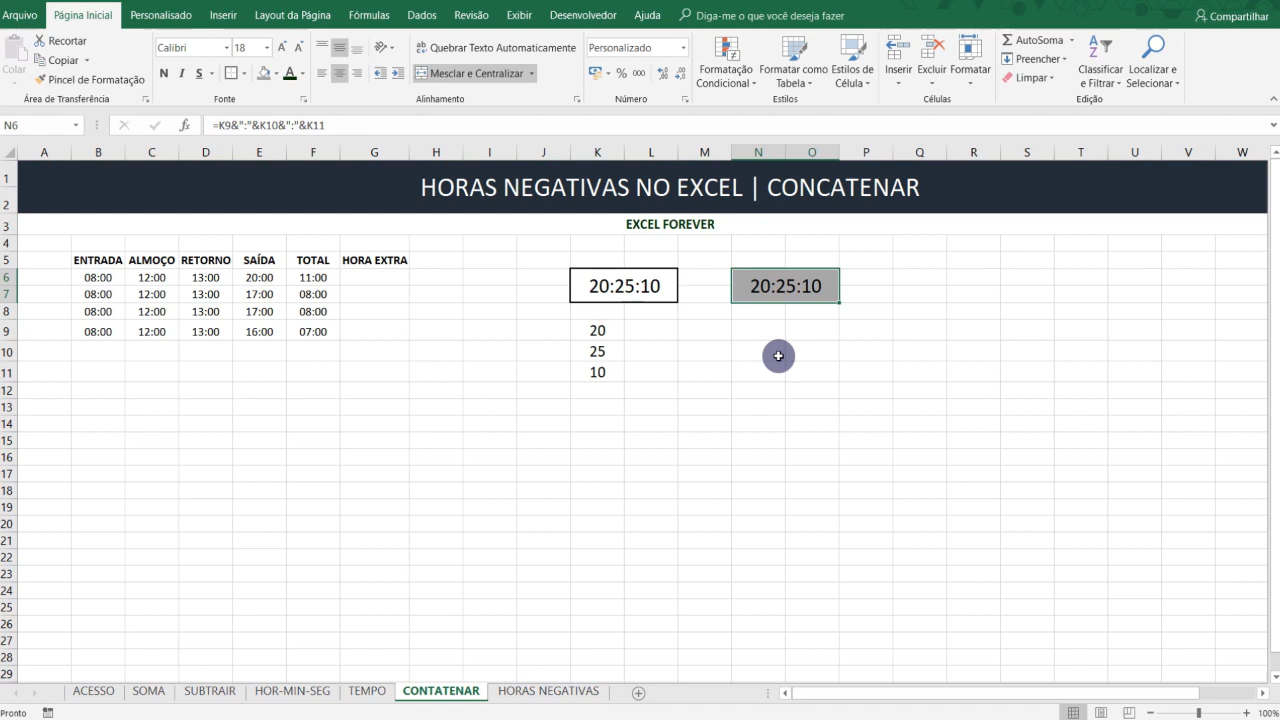 Arquivo Página Inicial Personalizado Inserir Layout da Página Fórmulas Dados Revisão Exibir Desenvolvedor Ajuda Diga-me o que você deseja fazer Compartilhar
Colar Recortar
Copiar
Pincel de Formatação
Área de Transferência
Calibri 18
N I S
Fonte
Quebrar Texto Automaticamente
Mesclar e Centralizar
Alinhamento
Personalizado
% 000
Número
Formatação Condicional
Formatar como Tabela
Estilos de Célula
Estilos
Inserir Excluir Formatar
Células
AutoSoma
Preencher
Limpar
Classificar e Filtrar
Localizar e Selecionar
Edição
N6 fx =K9&":"&K10&":"&K11
A B C D E F G H I J K L M N O P Q R S T U V W
1 HORAS NEGATIVAS NO EXCEL | CONCATENAR
2
3 EXCEL FOREVER
4
5 ENTRADA ALMOÇO RETORNO SAÍDA TOTAL HORA EXTRA
6 08:00 12:00 13:00 20:00 11:00 20:25:10 20:25:10
7 08:00 12:00 13:00 17:00 08:00
8 08:00 12:00 13:00 17:00 08:00
9 08:00 12:00 13:00 16:00 07:00 20
10 25
11 10
12
13
14
15
16
17
18
19
20
21
22
23
24
25
26
27
28
29
ACESSO SOMA SUBTRAIR HOR-MIN-SEG TEMPO CONTATENAR HORAS NEGATIVAS
Pronto 100%